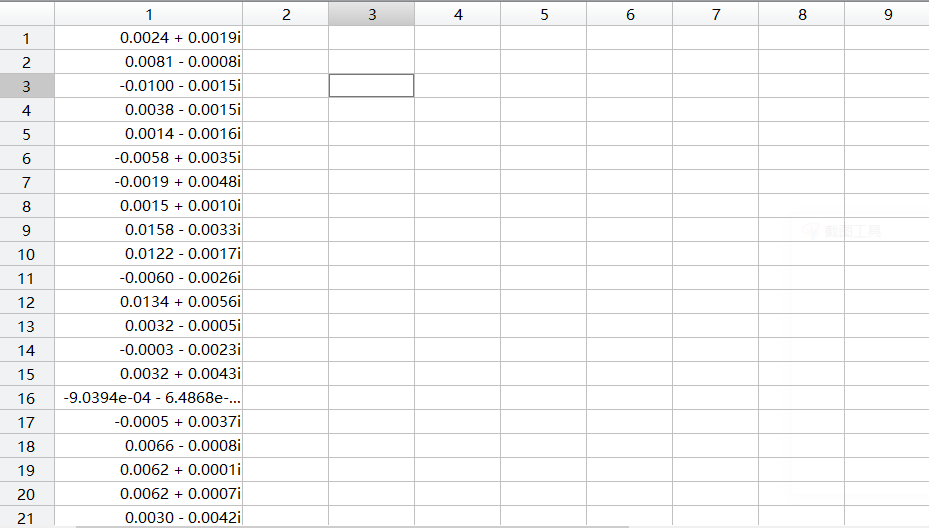 1 2 3 4 5 6 7 8 9
1 0.0024 + 0.0019i
2 0.0081 - 0.0008i
3 -0.0100 - 0.0015i
4 0.0038 - 0.0015i
5 0.0014 - 0.0016i
6 -0.0058 + 0.0035i
7 -0.0019 + 0.0048i
8 0.0015 + 0.0010i
9 0.0158 - 0.0033i
10 0.0122 - 0.0017i
11 -0.0060 - 0.0026i
12 0.0134 + 0.0056i
13 0.0032 - 0.0005i
14 -0.0003 - 0.0023i
15 0.0032 + 0.0043i
16 -9.0394e-04 - 6.4868e-...
17 -0.0005 + 0.0037i
18 0.0066 - 0.0008i
19 0.0062 + 0.0001i
20 0.0062 + 0.0007i
21 0.0030 - 0.0042i
截图工具